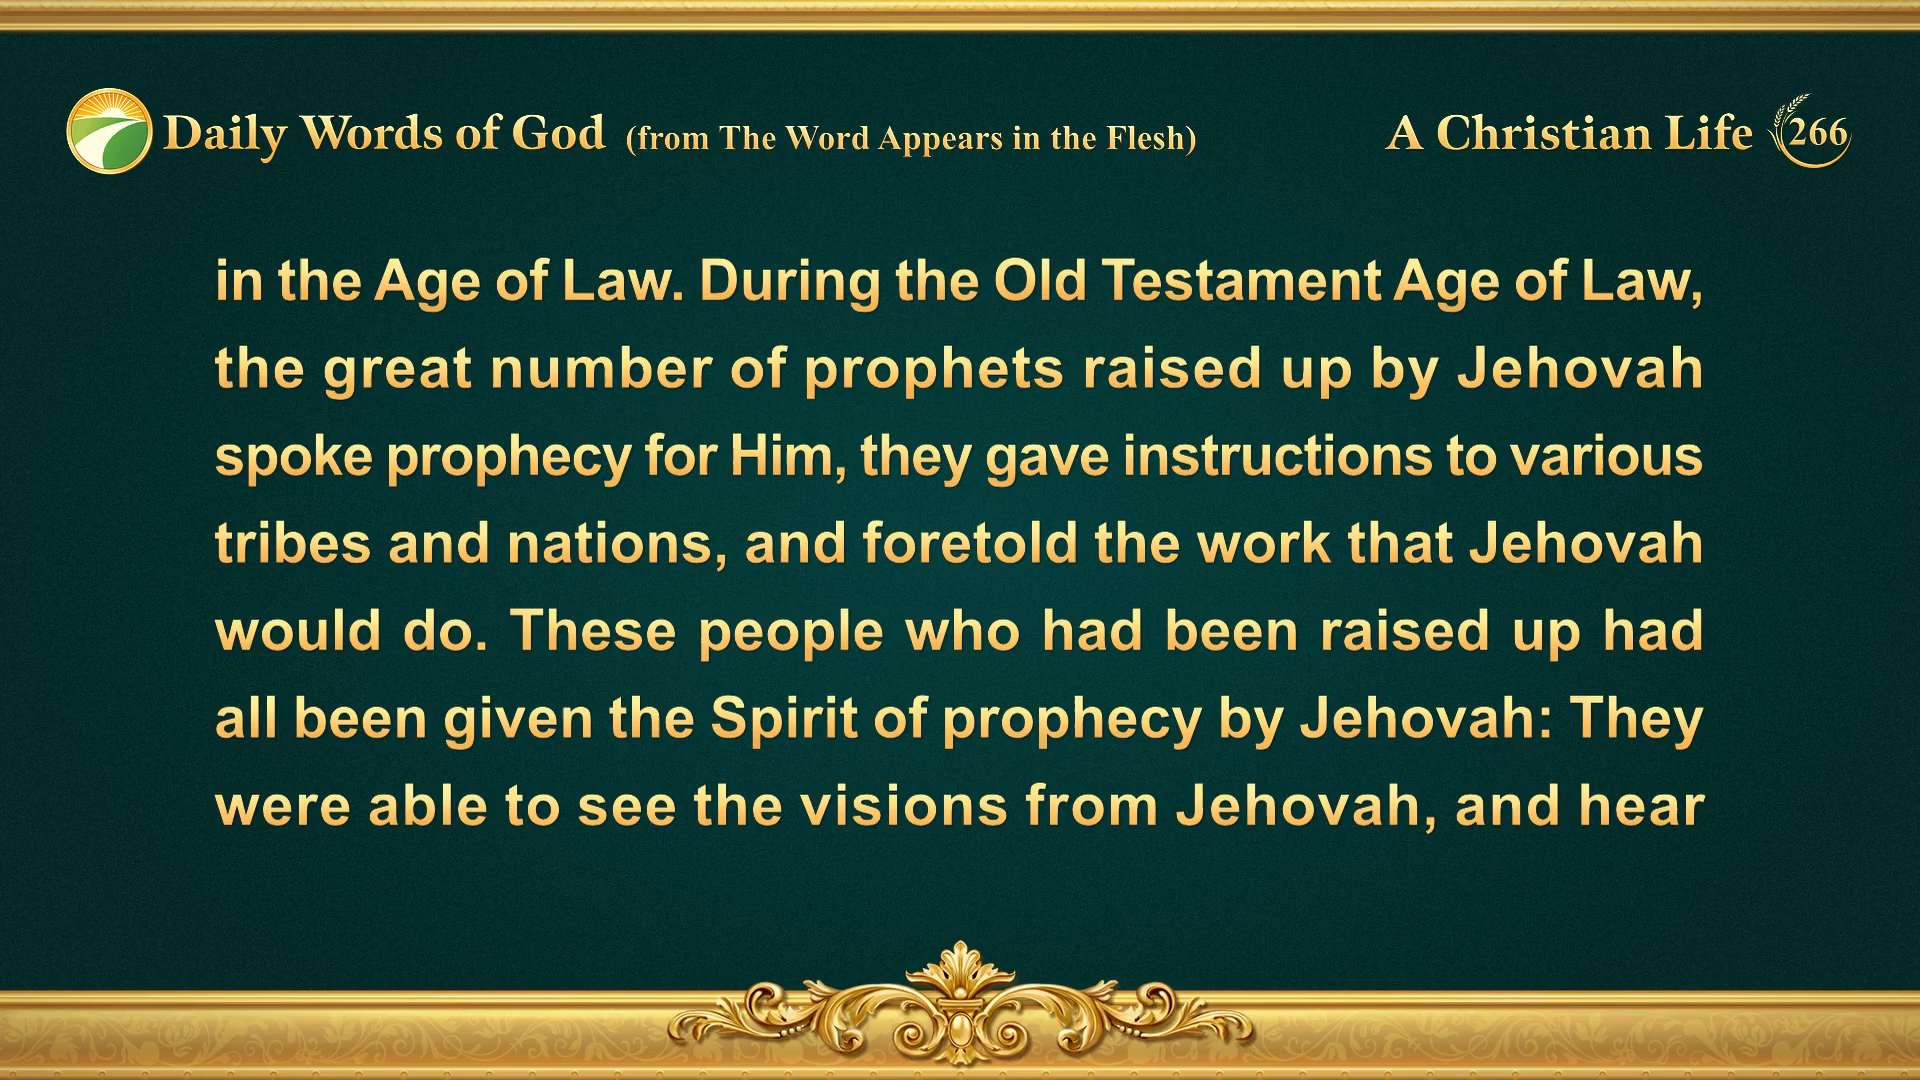 Daily Words of God (from The Word Appears in the Flesh)
A Christian Life 266
in the Age of Law. During the Old Testament Age of Law,
the great number of prophets raised up by Jehovah
spoke prophecy for Him, they gave instructions to various
tribes and nations, and foretold the work that Jehovah
would do. These people who had been raised up had
all been given the Spirit of prophecy by Jehovah: They
were able to see the visions from Jehovah, and hear